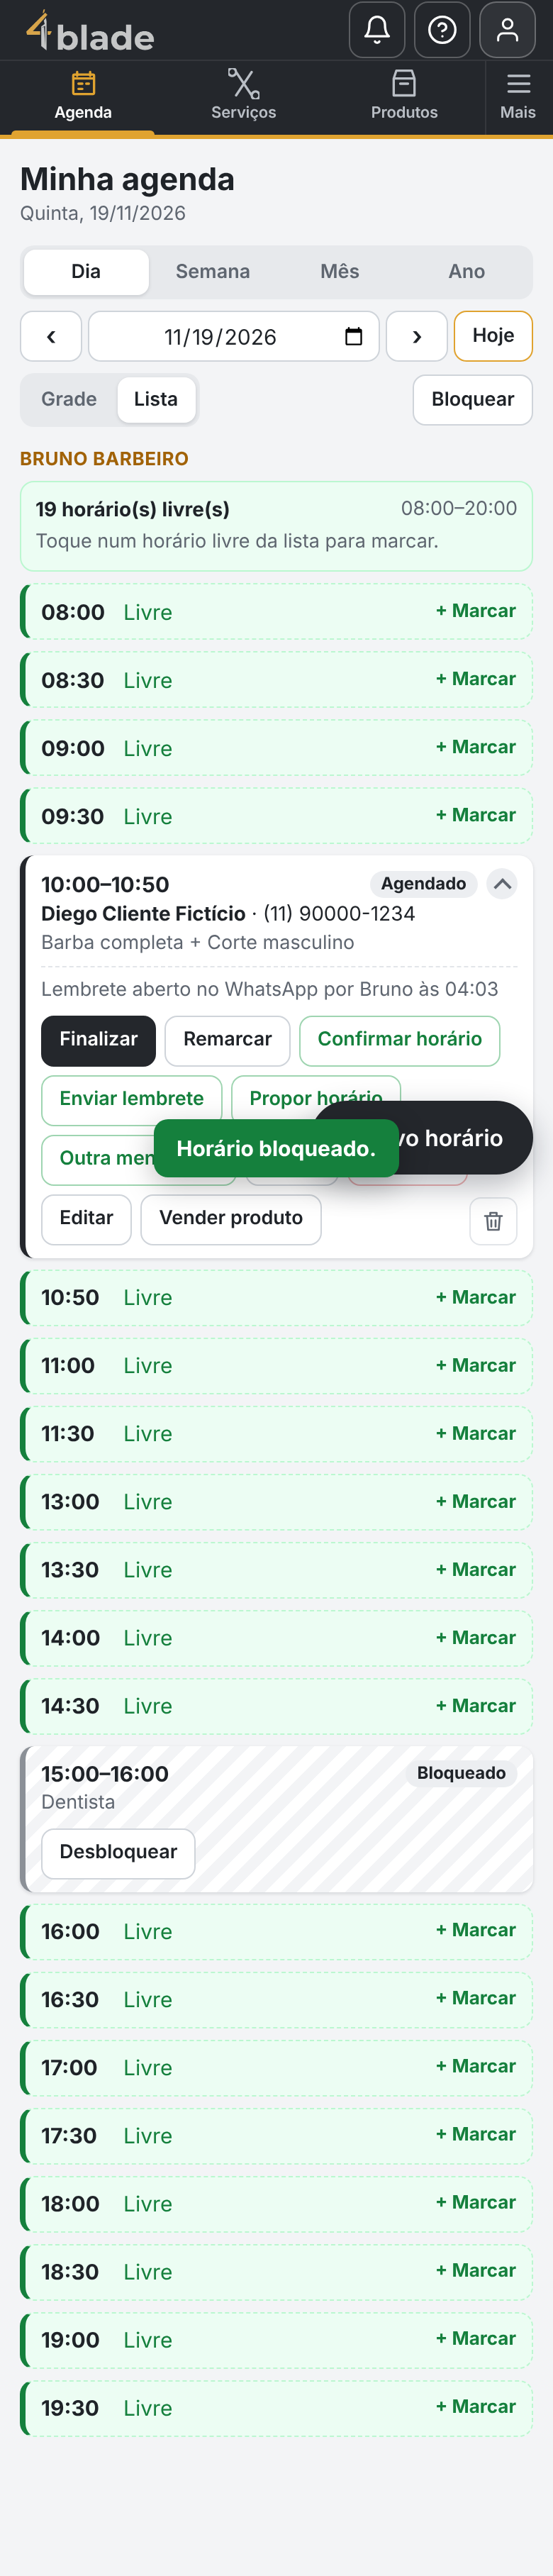 4blade
Agenda
Serviços
Produtos
Mais
Minha agenda
Quinta, 19/11/2026
Dia
Semana
Mês
Ano
‹
11/19/2026
›
Hoje
Grade
Lista
Bloquear
BRUNO BARBEIRO
19 horário(s) livre(s) 08:00–20:00
Toque num horário livre da lista para marcar.
08:00 Livre + Marcar
08:30 Livre + Marcar
09:00 Livre + Marcar
09:30 Livre + Marcar
10:00–10:50 Agendado
Diego Cliente Fictício · (11) 90000-1234
Barba completa + Corte masculino
Lembrete aberto no WhatsApp por Bruno às 04:03
Finalizar
Remarcar
Confirmar horário
Enviar lembrete
Propor horário
Outra
horário
Horário bloqueado.
Editar
Vender produto
10:50 Livre + Marcar
11:00 Livre + Marcar
11:30 Livre + Marcar
13:00 Livre + Marcar
13:30 Livre + Marcar
14:00 Livre + Marcar
14:30 Livre + Marcar
15:00–16:00 Bloqueado
Dentista
Desbloquear
16:00 Livre + Marcar
16:30 Livre + Marcar
17:00 Livre + Marcar
17:30 Livre + Marcar
18:00 Livre + Marcar
18:30 Livre + Marcar
19:00 Livre + Marcar
19:30 Livre + Marcar